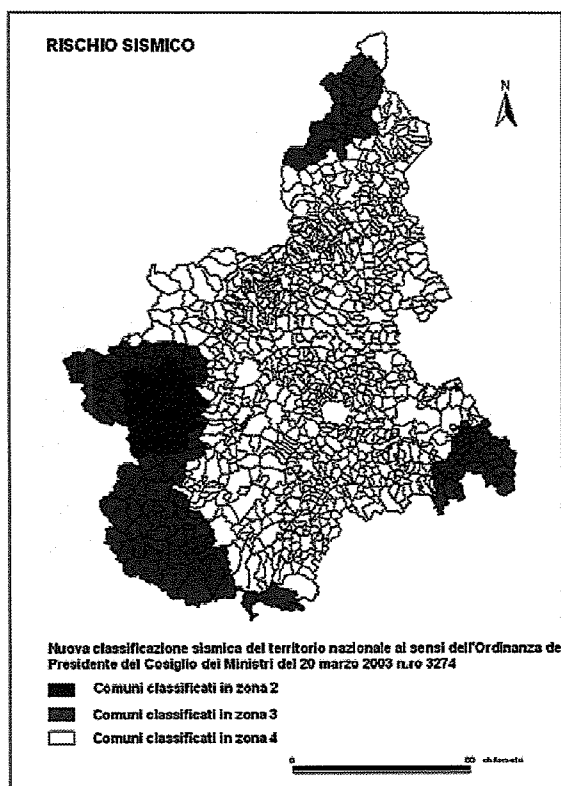 RISCHIO SISMICO
N
Nuova classificazione sismica del territorio nazionale ai sensi dell'Ordinanza de
Presidente del Cosiglio dei Ministri del 20 marzo 2003 n.ro 3274
Comuni classificati in zona 2
Comuni classificati in zona 3
Comuni classificati in zona 4
0